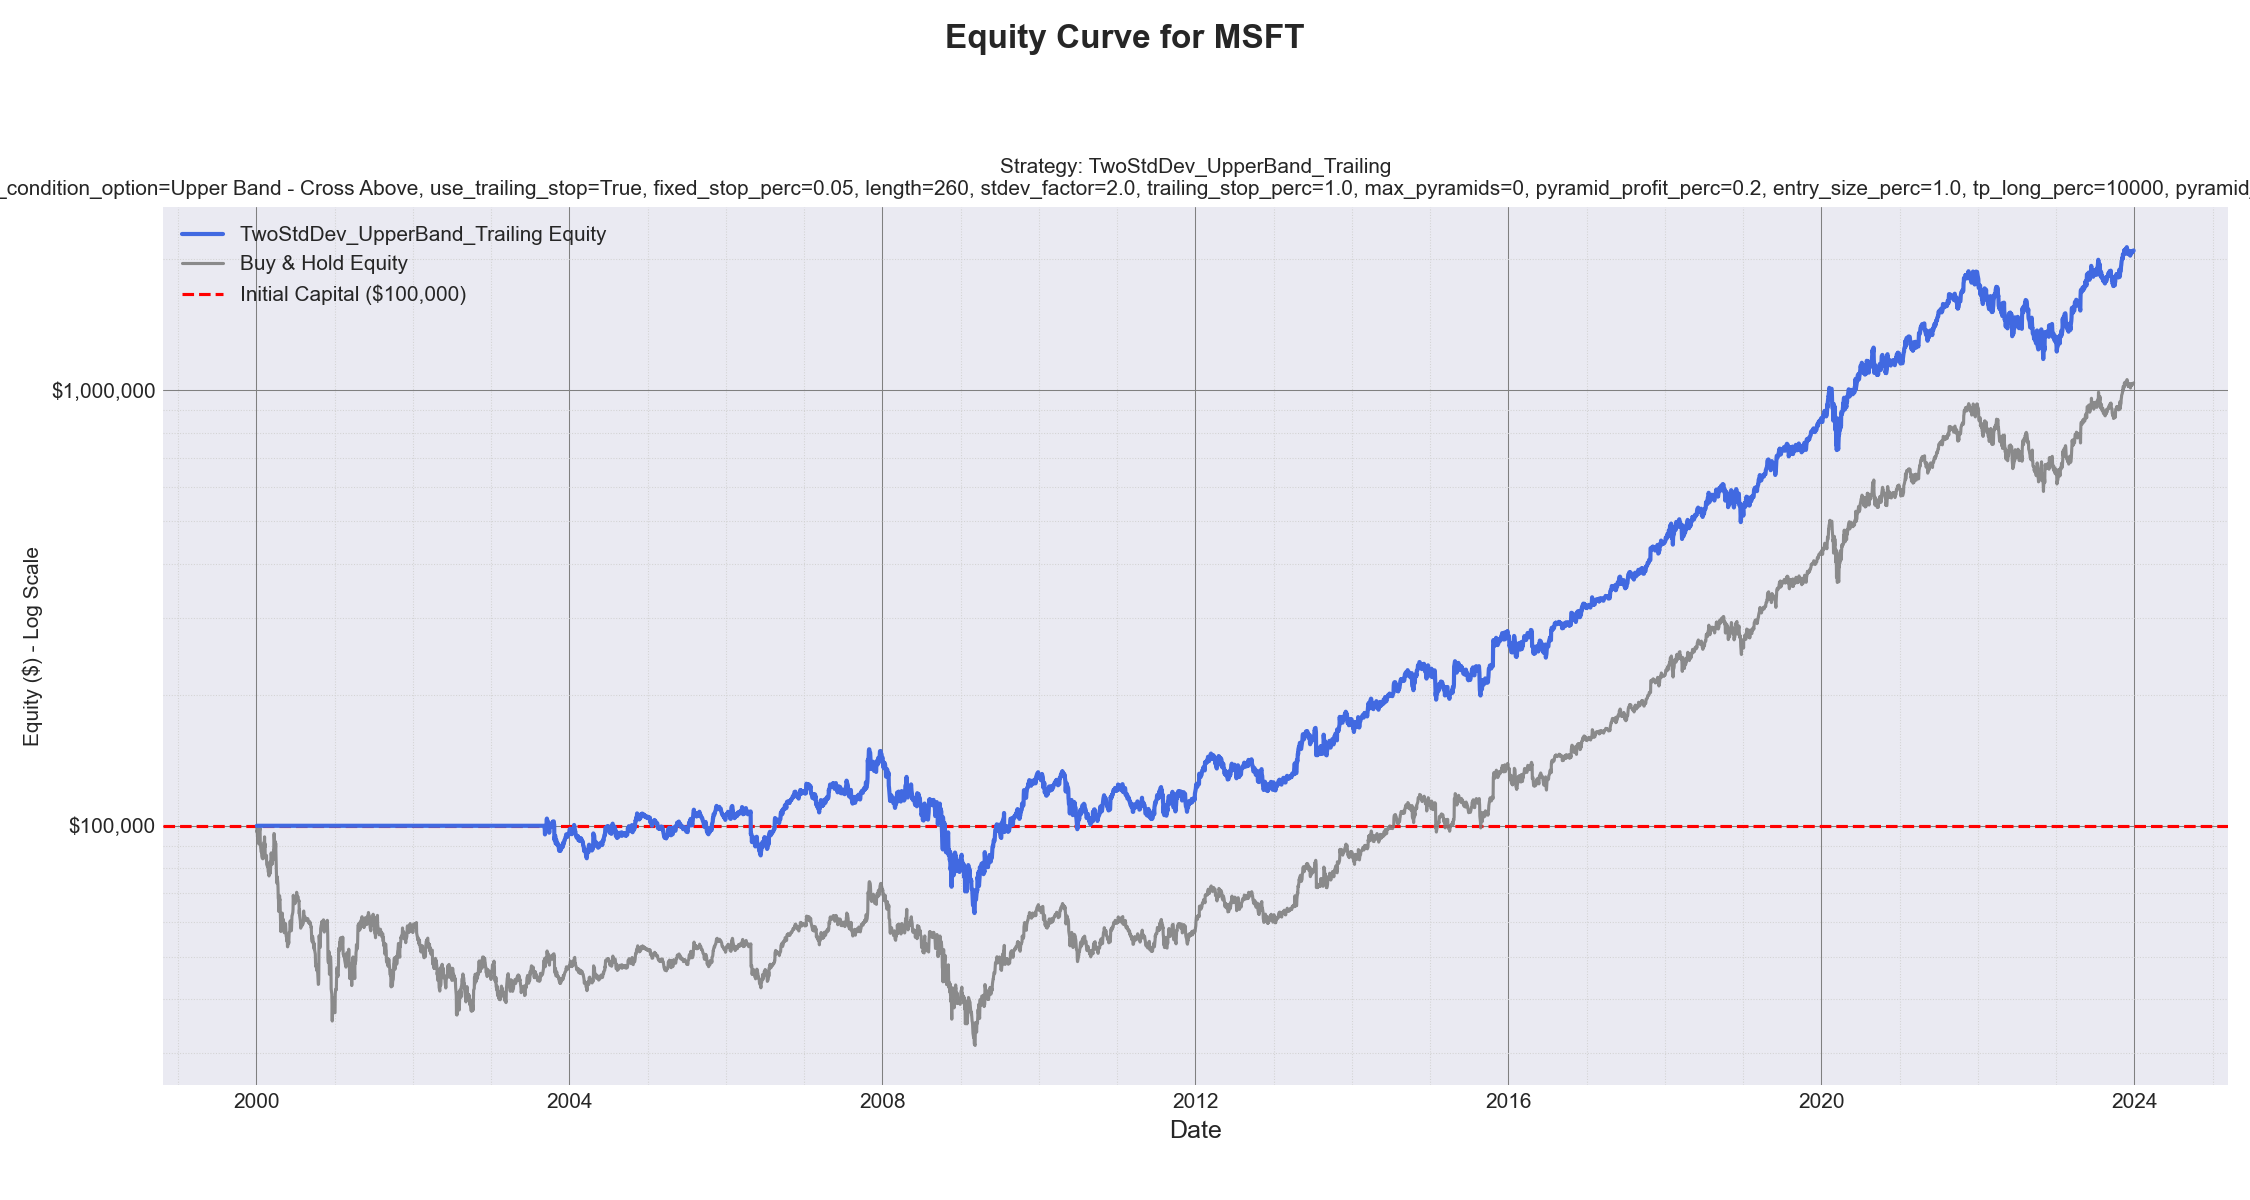 Equity Curve for MSFT
Strategy: TwoStdDev_UpperBand_Trailing
_condition_option=Upper Band - Cross Above, use_trailing_stop=True, fixed_stop_perc=0.05, length=260, stdev_factor=2.0, trailing_stop_perc=1.0, max_pyramids=0, pyramid_profit_perc=0.2, entry_size_perc=1.0, tp_long_perc=10000, pyramid_
TwoStdDev_UpperBand_Trailing Equity
Buy & Hold Equity
Initial Capital ($100,000)
$1,000,000
$100,000
Equity ($) - Log Scale
2000
2004
2008
2012
2016
2020
2024
Date